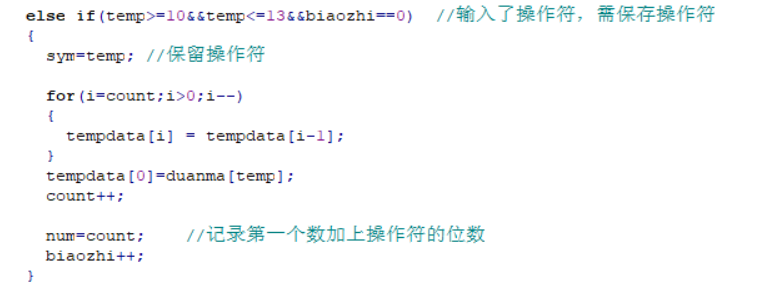 else if(temp>=10&&temp<=13&&biaozhi==0)  //输入了操作符，需保存操作符
{
  sym=temp; //保留操作符

  for(i=count;i>0;i--)
  {
    tempdata[i] = tempdata[i-1];
  }
  tempdata[0]=duanma[temp];
  count++;

  num=count;    //记录第一个数加上操作符的位数
  biaozhi++;
}